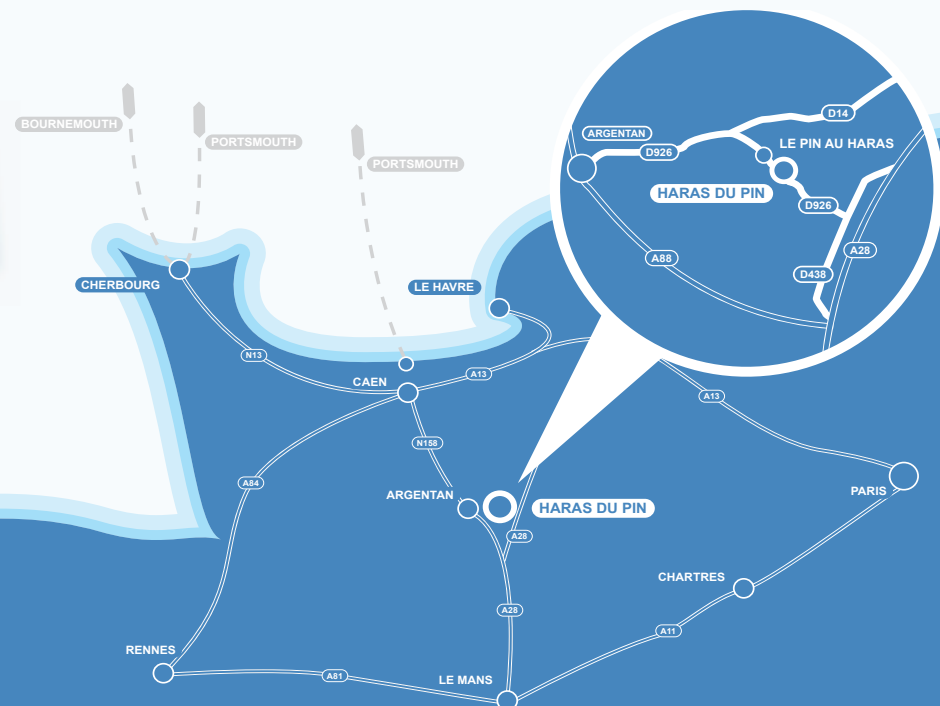 BOURNEMOUTH
PORTSMOUTH
PORTSMOUTH
D14
ARGENTAN
D926
LE PIN AU HARAS
HARAS DU PIN
D926
A28
A88
D438
CHERBOURG
LE HAVRE
N13
CAEN
A13
A13
N158
A84
ARGENTAN
HARAS DU PIN
PARIS
A28
CHARTRES
A28
A11
RENNES
A81
LE MANS